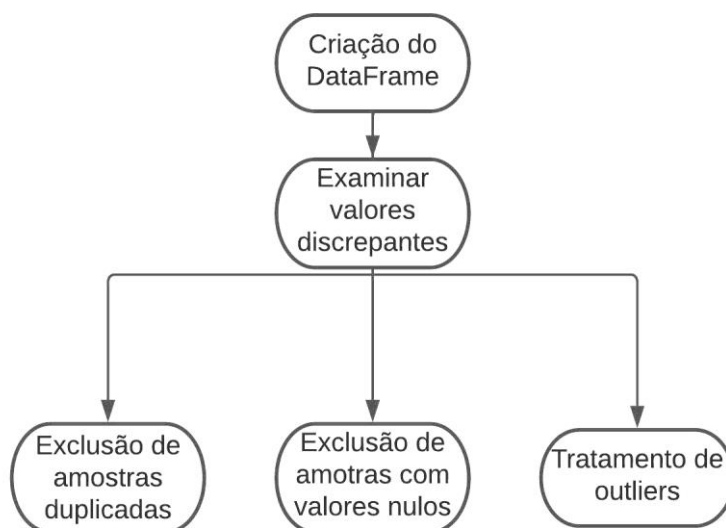 Criação do
DataFrame
Examinar
valores
discrepantes
Exclusão de
amostras
duplicadas
Exclusão de
amotras com
valores nulos
Tratamento de
outliers